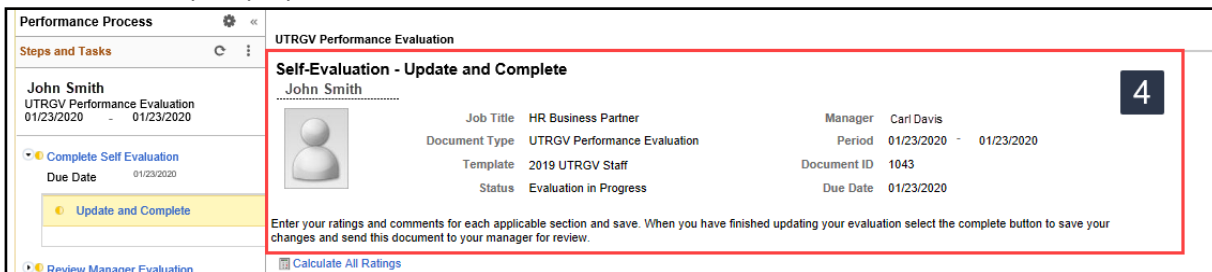 Performance Process «
Steps and Tasks
John Smith
UTRGV Performance Evaluation
01/23/2020 - 01/23/2020
Complete Self Evaluation
Due Date 01/23/2020
Update and Complete
Review Manager Evaluation
UTRGV Performance Evaluation
Self-Evaluation - Update and Complete
John Smith
4
Job Title HR Business Partner Manager Carl Davis
Document Type UTRGV Performance Evaluation Period 01/23/2020 - 01/23/2020
Template 2019 UTRGV Staff Document ID 1043
Status Evaluation in Progress Due Date 01/23/2020
Enter your ratings and comments for each applicable section and save. When you have finished updating your evaluation select the complete button to save your
changes and send this document to your manager for review.
Calculate All Ratings